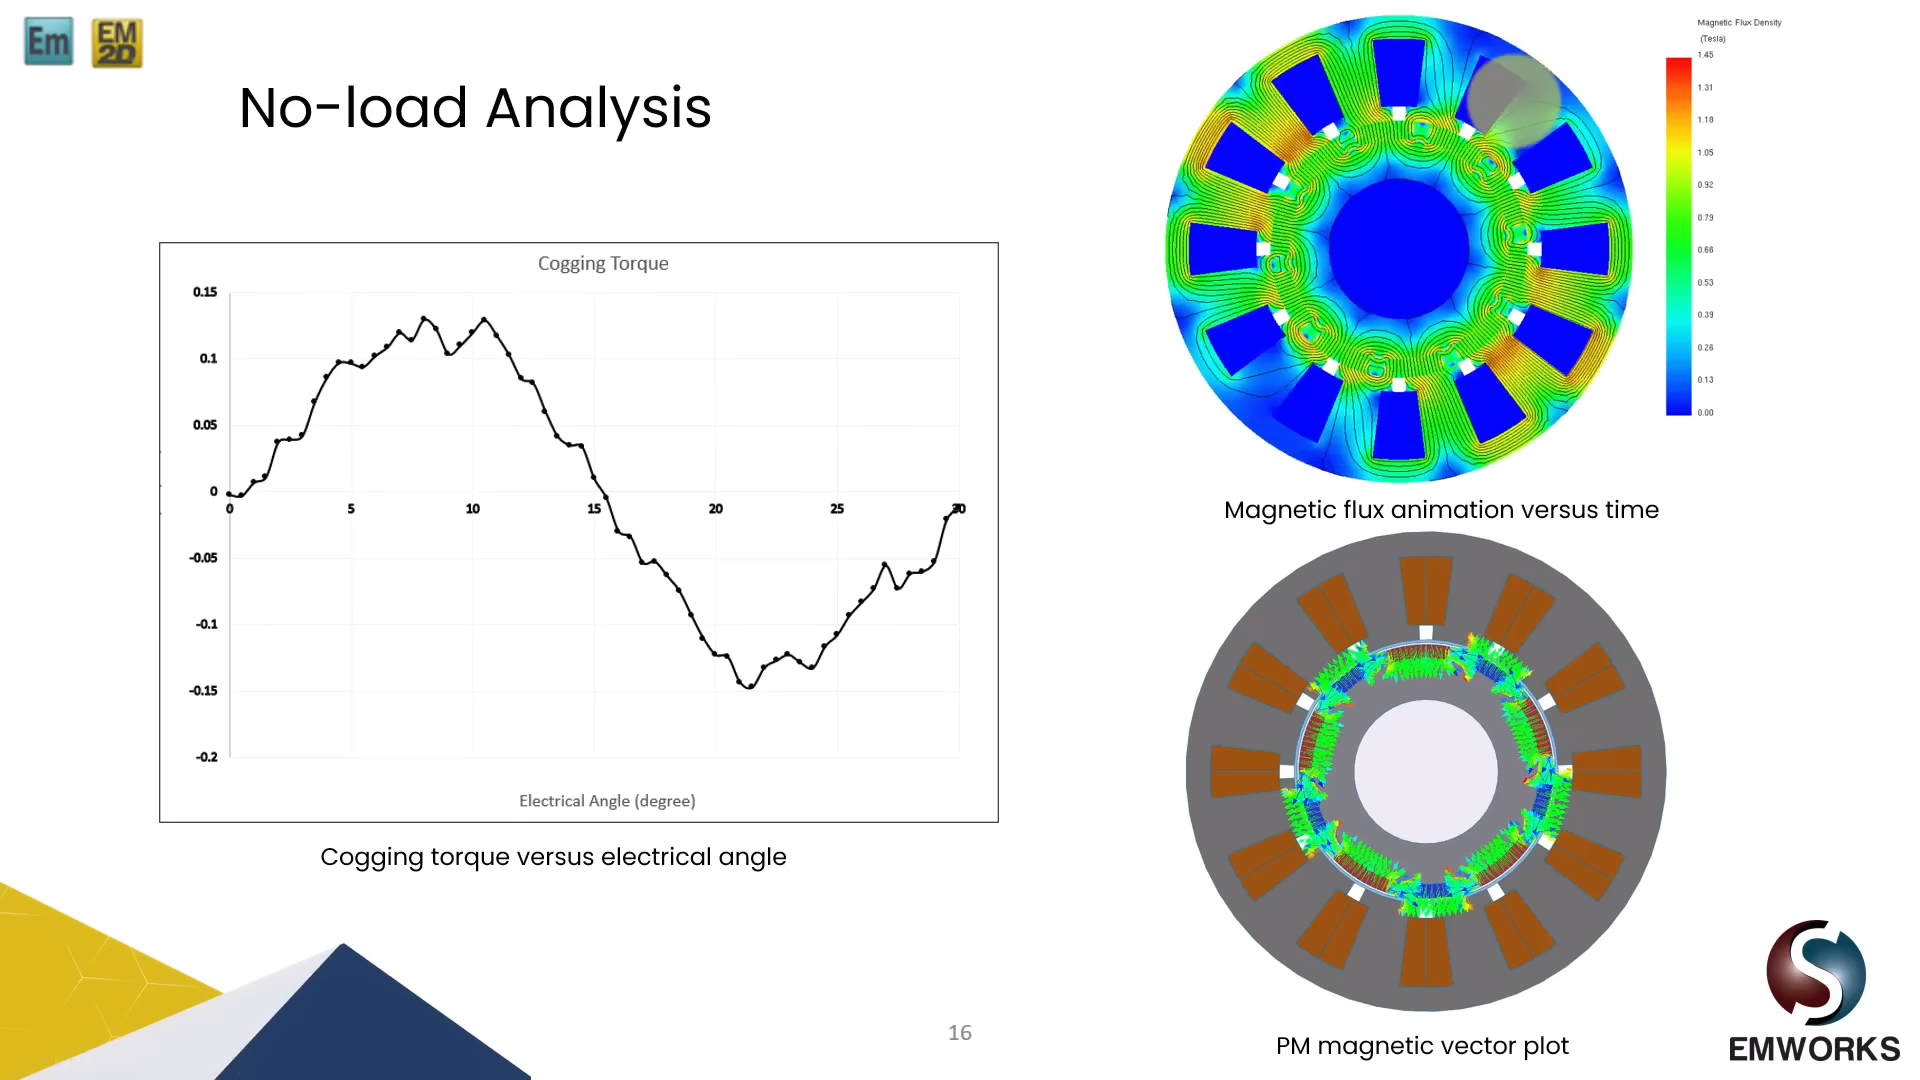 Em
EM
2D
No-load Analysis
Cogging Torque
0.15
0.1
0.05
0
-0.05
-0.1
-0.15
-0.2
0 5 10 15 20 25 30
Electrical Angle (degree)
Cogging torque versus electrical angle
Magnetic Flux Density
(Tesla)
1.45
1.31
1.18
1.05
0.92
0.79
0.66
0.53
0.39
0.26
0.13
0.00
Magnetic flux animation versus time
PM magnetic vector plot
16
EMWORKS